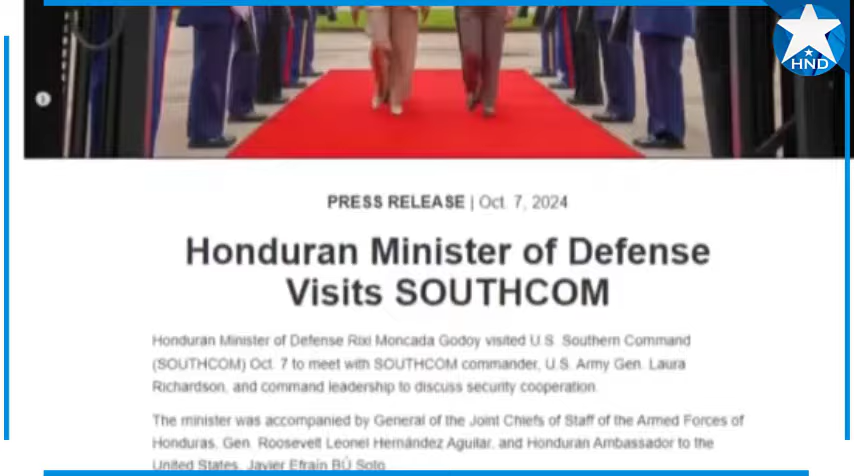 HND
PRESS RELEASE | Oct. 7, 2024
Honduran Minister of Defense
Visits SOUTHCOM
Honduran Minister of Defense Rixi Moncada Godoy visited U.S. Southern Command
(SOUTHCOM) Oct. 7 to meet with SOUTHCOM commander, U.S. Army Gen. Laura
Richardson, and command leadership to discuss security cooperation.
The minister was accompanied by General of the Joint Chiefs of Staff of the Armed Forces of
Honduras, Gen. Roosevelt Leonel Hernández Aguilar, and Honduran Ambassador to the
United States, Javier Efraín BÚ Soto